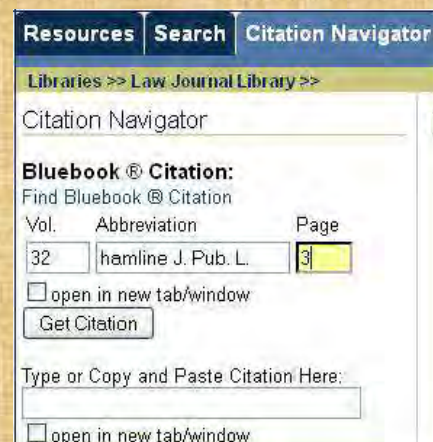 Resources Search Citation Navigator
Libraries >> Law Journal Library >>
Citation Navigator
Bluebook ® Citation:
Find Bluebook ® Citation
Vol. Abbreviation Page
32 hamline J. Pub. L. 3
open in new tab/window
Get Citation
Type or Copy and Paste Citation Here:
open in new tab/window